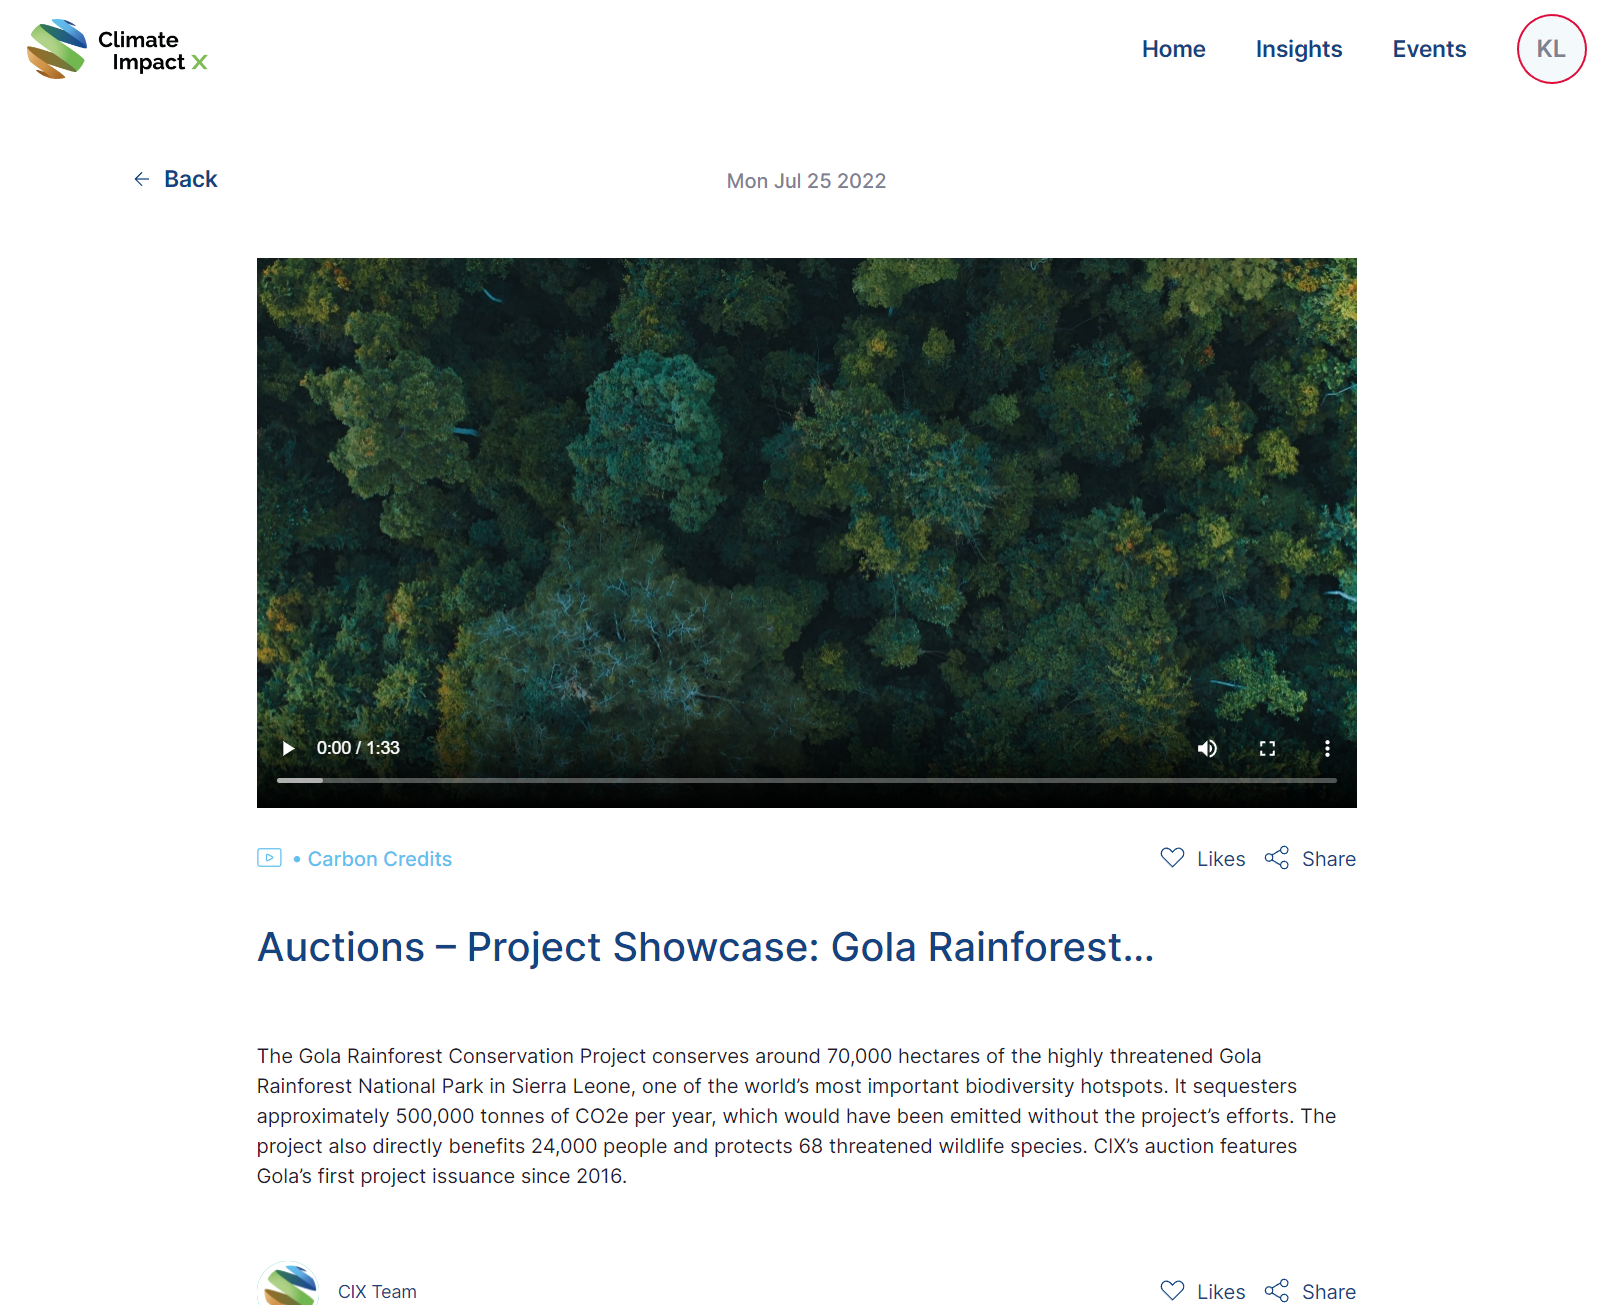 Climate
Impact X
Home
Insights
Events
KL
Back
Mon Jul 25 2022
0:00 / 1:33
• Carbon Credits
Likes
Share
Auctions – Project Showcase: Gola Rainforest...
The Gola Rainforest Conservation Project conserves around 70,000 hectares of the highly threatened Gola
Rainforest National Park in Sierra Leone, one of the world’s most important biodiversity hotspots. It sequesters
approximately 500,000 tonnes of CO2e per year, which would have been emitted without the project’s efforts. The
project also directly benefits 24,000 people and protects 68 threatened wildlife species. CIX’s auction features
Gola’s first project issuance since 2016.
CIX Team
Likes
Share